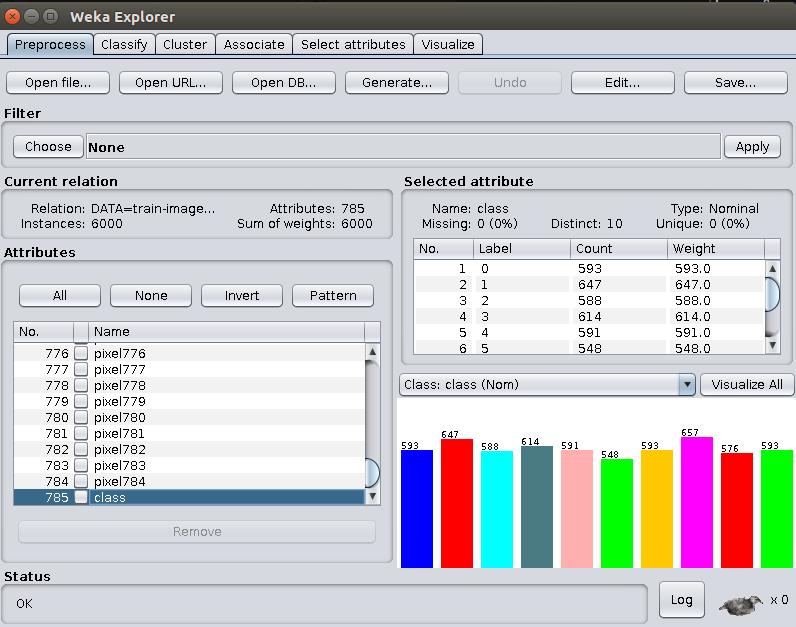 Weka Explorer
Preprocess Classify Cluster Associate Select attributes Visualize
Open file... Open URL... Open DB... Generate... Undo Edit... Save...
Filter
Choose None Apply
Current relation
Relation: DATA=train-image... Attributes: 785
Instances: 6000 Sum of weights: 6000
Attributes
All None Invert Pattern
No. Name
776 pixel776
777 pixel777
778 pixel778
779 pixel779
780 pixel780
781 pixel781
782 pixel782
783 pixel783
784 pixel784
785 class
Remove
Selected attribute
Name: class Type: Nominal
Missing: 0 (0%) Distinct: 10 Unique: 0 (0%)
No. Label Count Weight
1 0 593 593.0
2 1 647 647.0
3 2 588 588.0
4 3 614 614.0
5 4 591 591.0
6 5 548 548.0
Class: class (Nom) Visualize All
593 647 588 614 591 548 593 657 576 593
Status
OK Log x 0